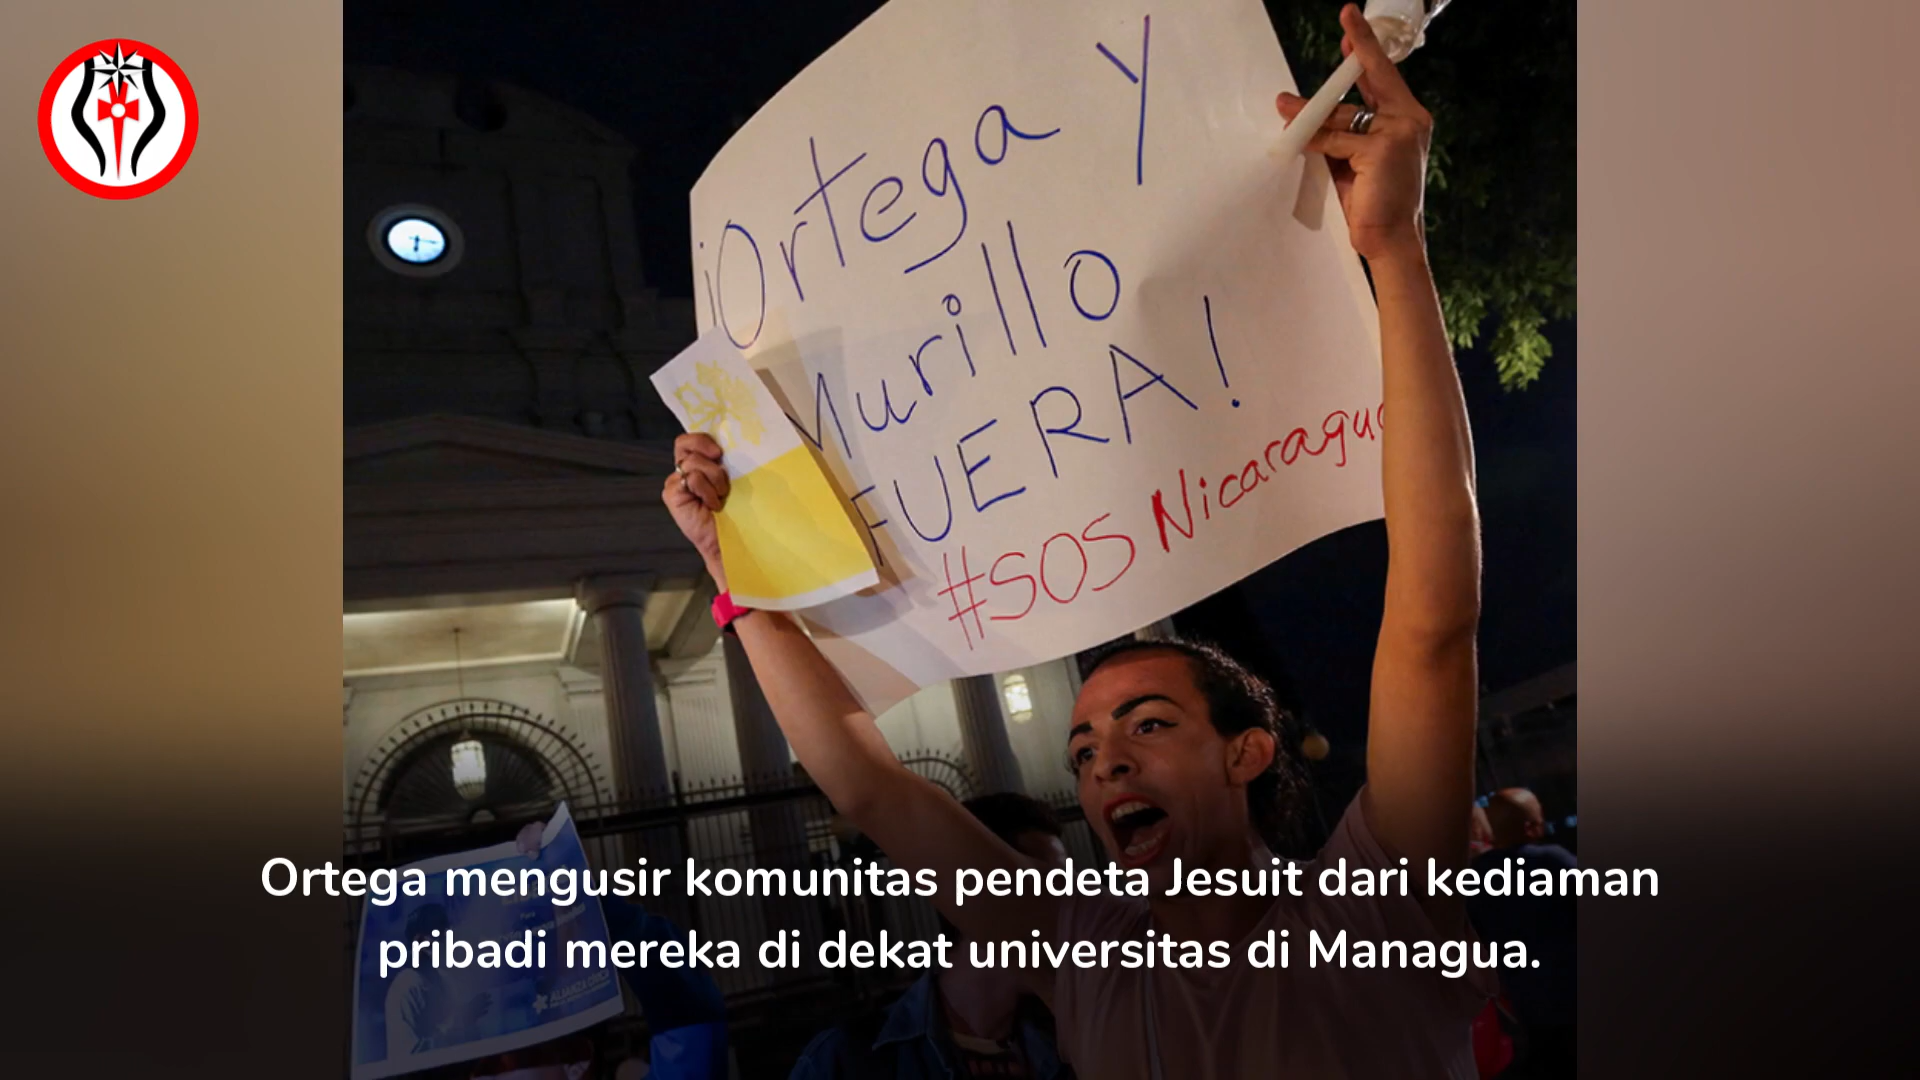 ¡Ortega y
Murillo
FUERA!
#SOS Nicaragua
Ortega mengusir komunitas pendeta Jesuit dari kediaman
pribadi mereka di dekat universitas di Managua.